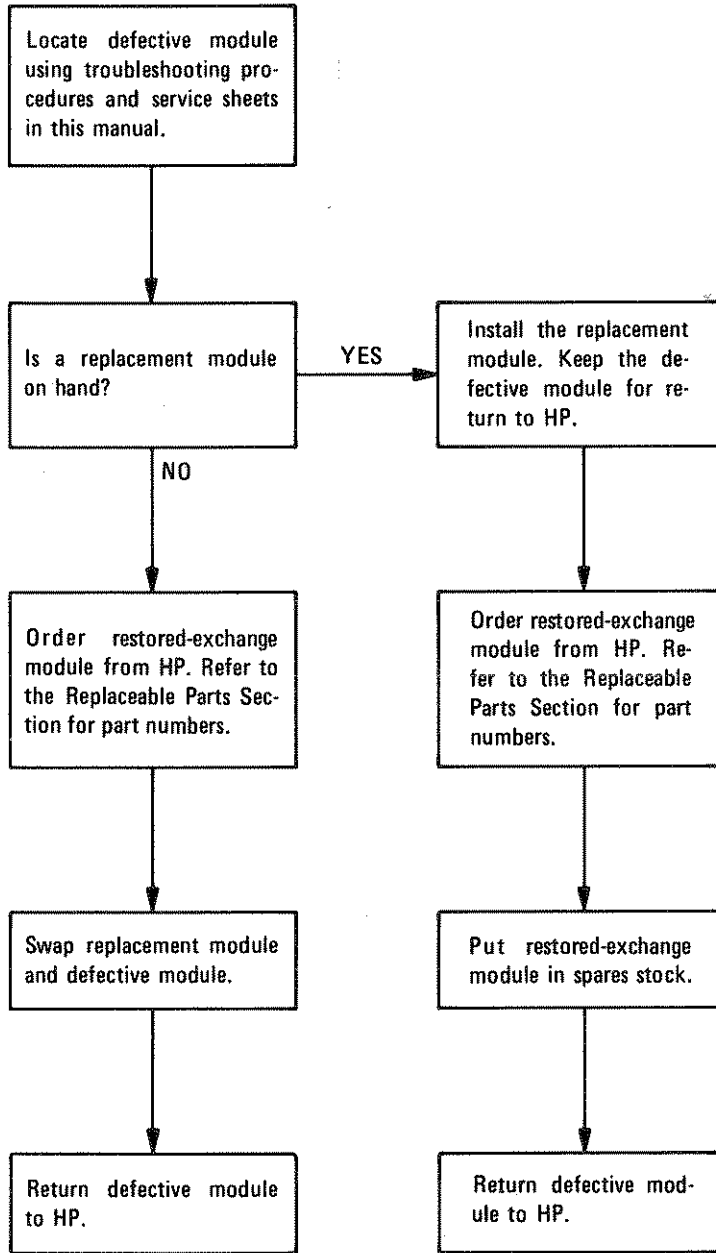 Locate defective module
using troubleshooting pro-
cedures and service sheets
in this manual.
Is a replacement module
on hand?
YES
Install the replacement
module. Keep the de-
fective module for re-
turn to HP.
NO
Order restored-exchange
module from HP. Refer to
the Replaceable Parts Sec-
tion for part numbers.
Order restored-exchange
module from HP. Re-
fer to the Replaceable
Parts Section for part
numbers.
Swap replacement module
and defective module.
Put restored-exchange
module in spares stock.
Return defective module
to HP.
Return defective mod-
ule to HP.